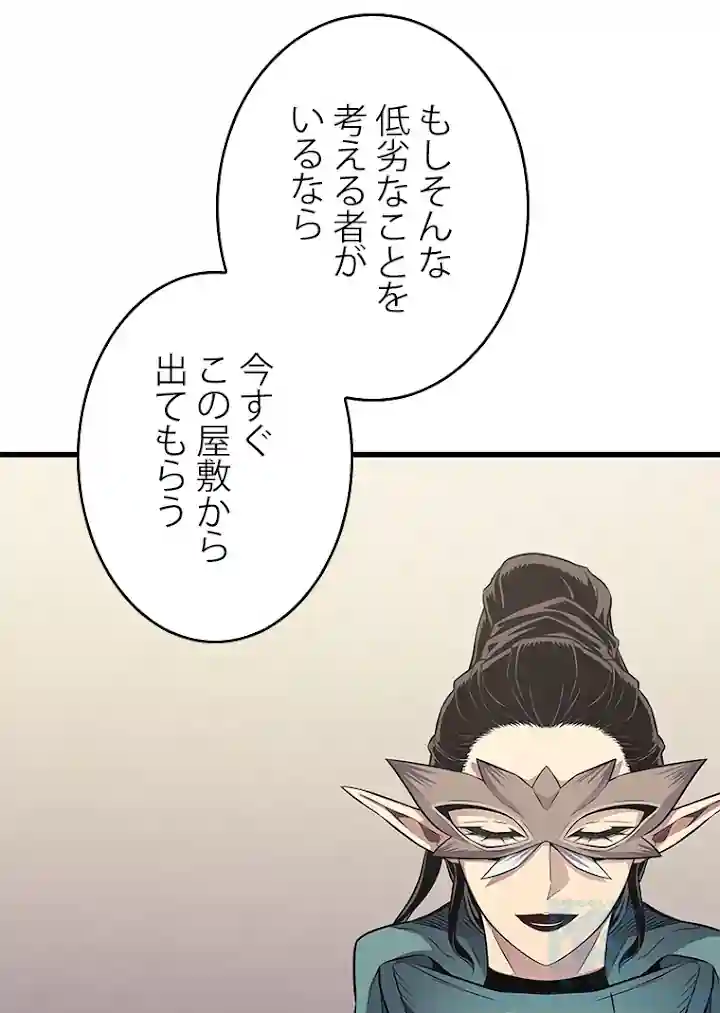 もしそんな
低劣なことを
考える者が
いるなら
今すぐ
この屋敷から
出てもらう